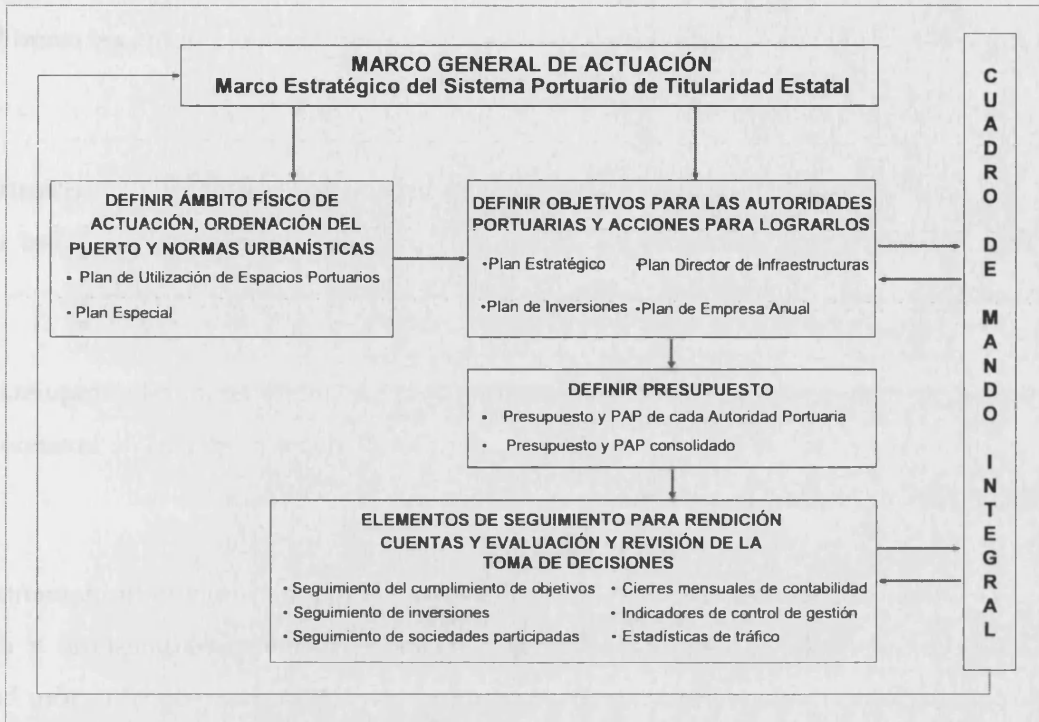 MARCO GENERAL DE ACTUACIÓN
Marco Estratégico del Sistema Portuario de Titularidad Estatal
DEFINIR ÁMBITO FÍSICO DE
ACTUACIÓN, ORDENACIÓN DEL
PUERTO Y NORMAS URBANÍSTICAS
• Plan de Utilización de Espacios Portuarios
• Plan Especial
DEFINIR OBJETIVOS PARA LAS AUTORIDADES
PORTUARIAS Y ACCIONES PARA LOGRARLOS
•Plan Estratégico •Plan Director de Infraestructuras
•Plan de Inversiones •Plan de Empresa Anual
DEFINIR PRESUPUESTO
• Presupuesto y PAP de cada Autoridad Portuaria
• Presupuesto y PAP consolidado
ELEMENTOS DE SEGUIMIENTO PARA RENDICIÓN
CUENTAS Y EVALUACIÓN Y REVISIÓN DE LA
TOMA DE DECISIONES
• Seguimiento del cumplimiento de objetivos • Cierres mensuales de contabilidad
• Seguimiento de inversiones • Indicadores de control de gestión
• Seguimiento de sociedades participadas • Estadísticas de tráfico
CUADRO DE MANDO INTEGRAL